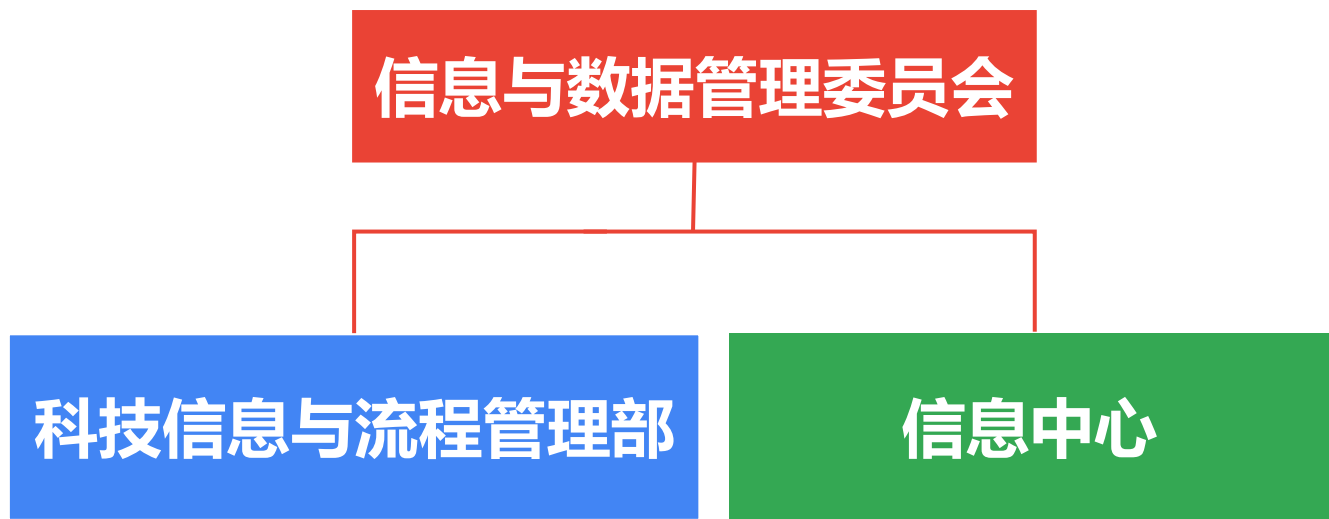 信息与数据管理委员会
科技信息与流程管理部
信息中心